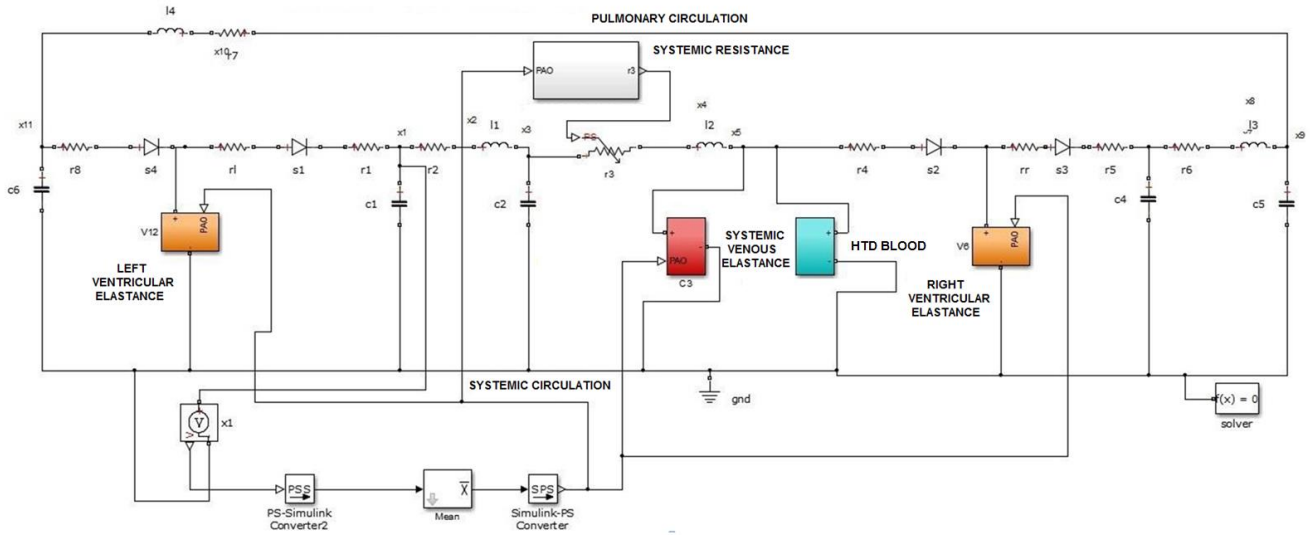 l4
PULMONARY CIRCULATION
x10
r7
SYSTEMIC RESISTANCE
PAO
r3
x11
x1
x2
l1
x3
PS
x4
l2
x5
x8
l3
x9
r8
s4
rl
s1
r1
r2
r3
r4
s2
rr
s3
r5
r6
c6
c1
c2
c4
c5
+
PAO
-
V12
LEFT
VENTRICULAR
ELASTANCE
+
-
PAO
C3
SYSTEMIC
VENOUS
ELASTANCE
+
-
HTD BLOOD
+
PAO
-
V6
RIGHT
VENTRICULAR
ELASTANCE
SYSTEMIC CIRCULATION
gnd
f(x) = 0
solver
V
V
x1
PSS
PS-Simulink
Converter2
X
Mean
SPS
Simulink-PS
Converter